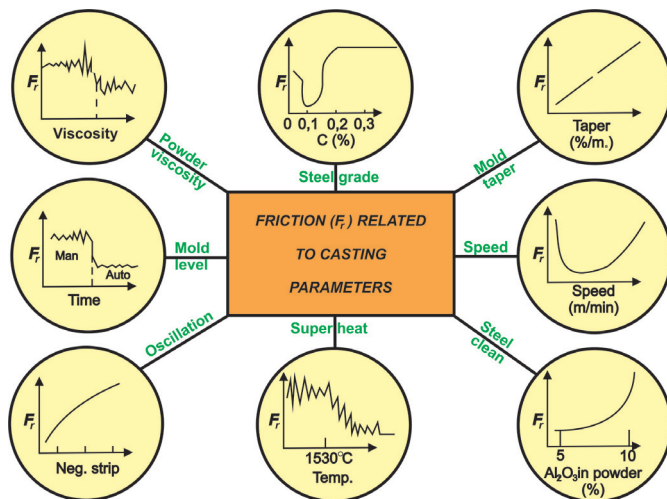 Fr
Viscosity
Powder
viscosity
Fr
0 0,1 0,2 0,3
C (%)
Steel grade
Fr
Taper
(%/m.)
Mold
taper
Fr
Man
Auto
Time
Mold
level
FRICTION (Fr) RELATED
TO CASTING
PARAMETERS
Speed
Fr
Speed
(m/min)
Oscillation
Fr
Neg. strip
Super heat
Fr
1530°C
Temp.
Steel
clean
Fr
5 10
Al₂O₃in powder
(%)